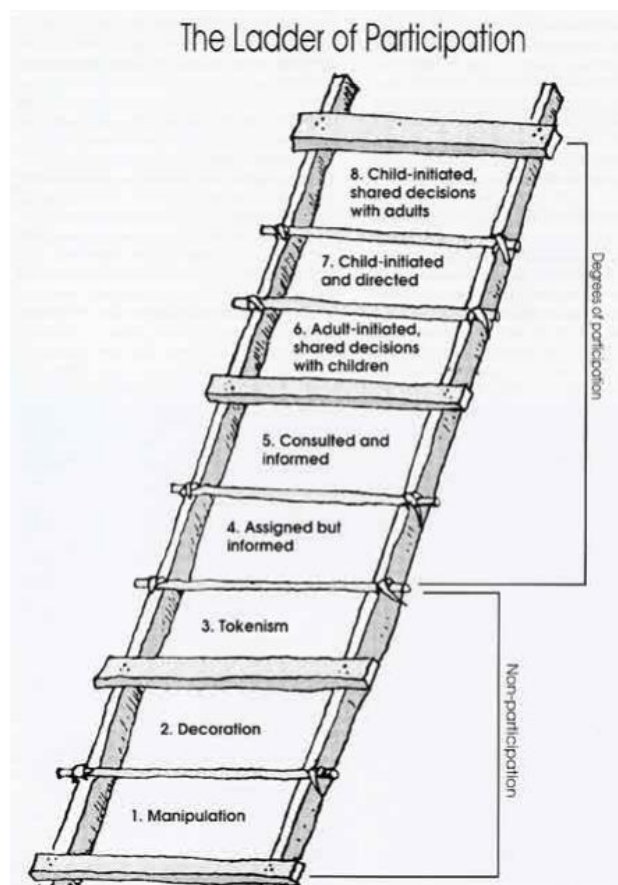 The Ladder of Participation
8. Child-initiated,
shared decisions
with adults
7. Child-initiated
and directed
6. Adult-initiated,
shared decisions
with children
5. Consulted and
informed
4. Assigned but
informed
3. Tokenism
2. Decoration
1. Manipulation
Degrees of participation
Non-participation